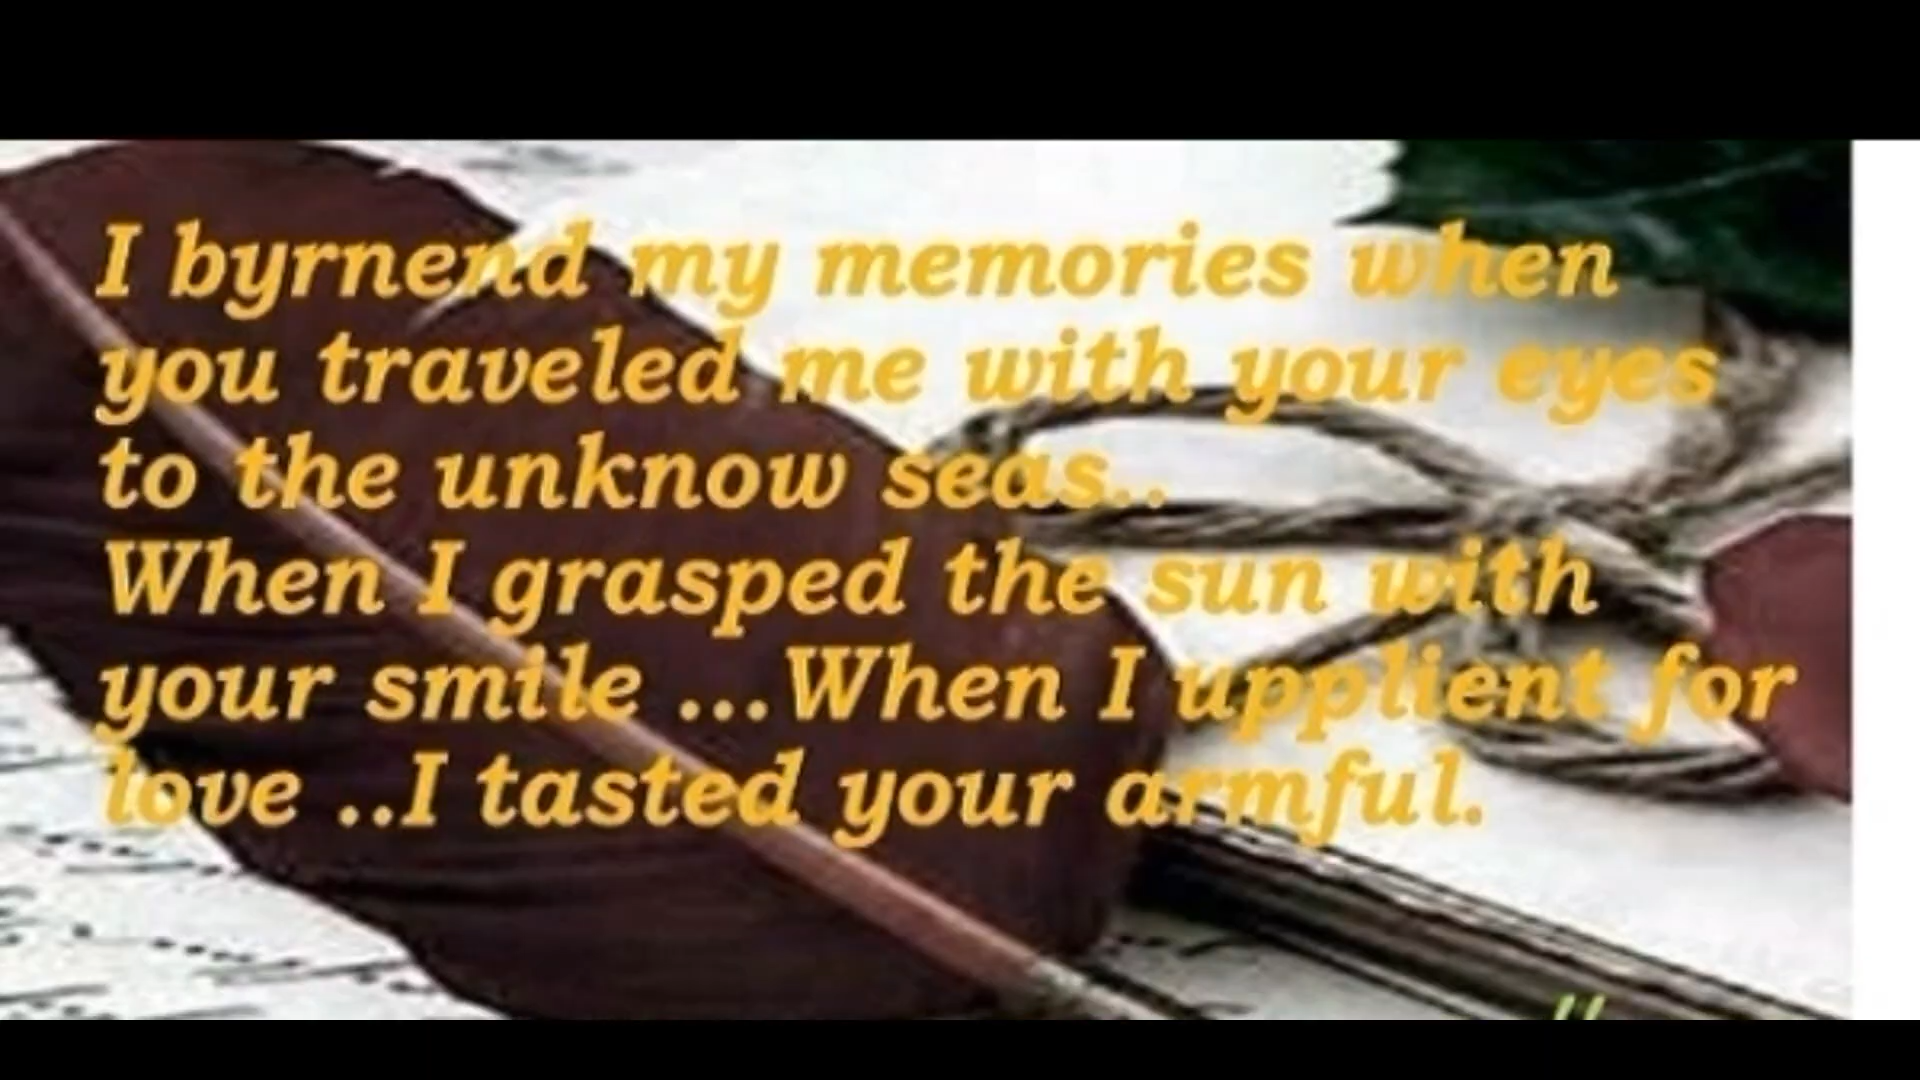 I byrnend my memories when
you traveled me with your eyes
to the unknow seas..
When I grasped the sun with
your smile ...When I upplient for
love ..I tasted your armful.